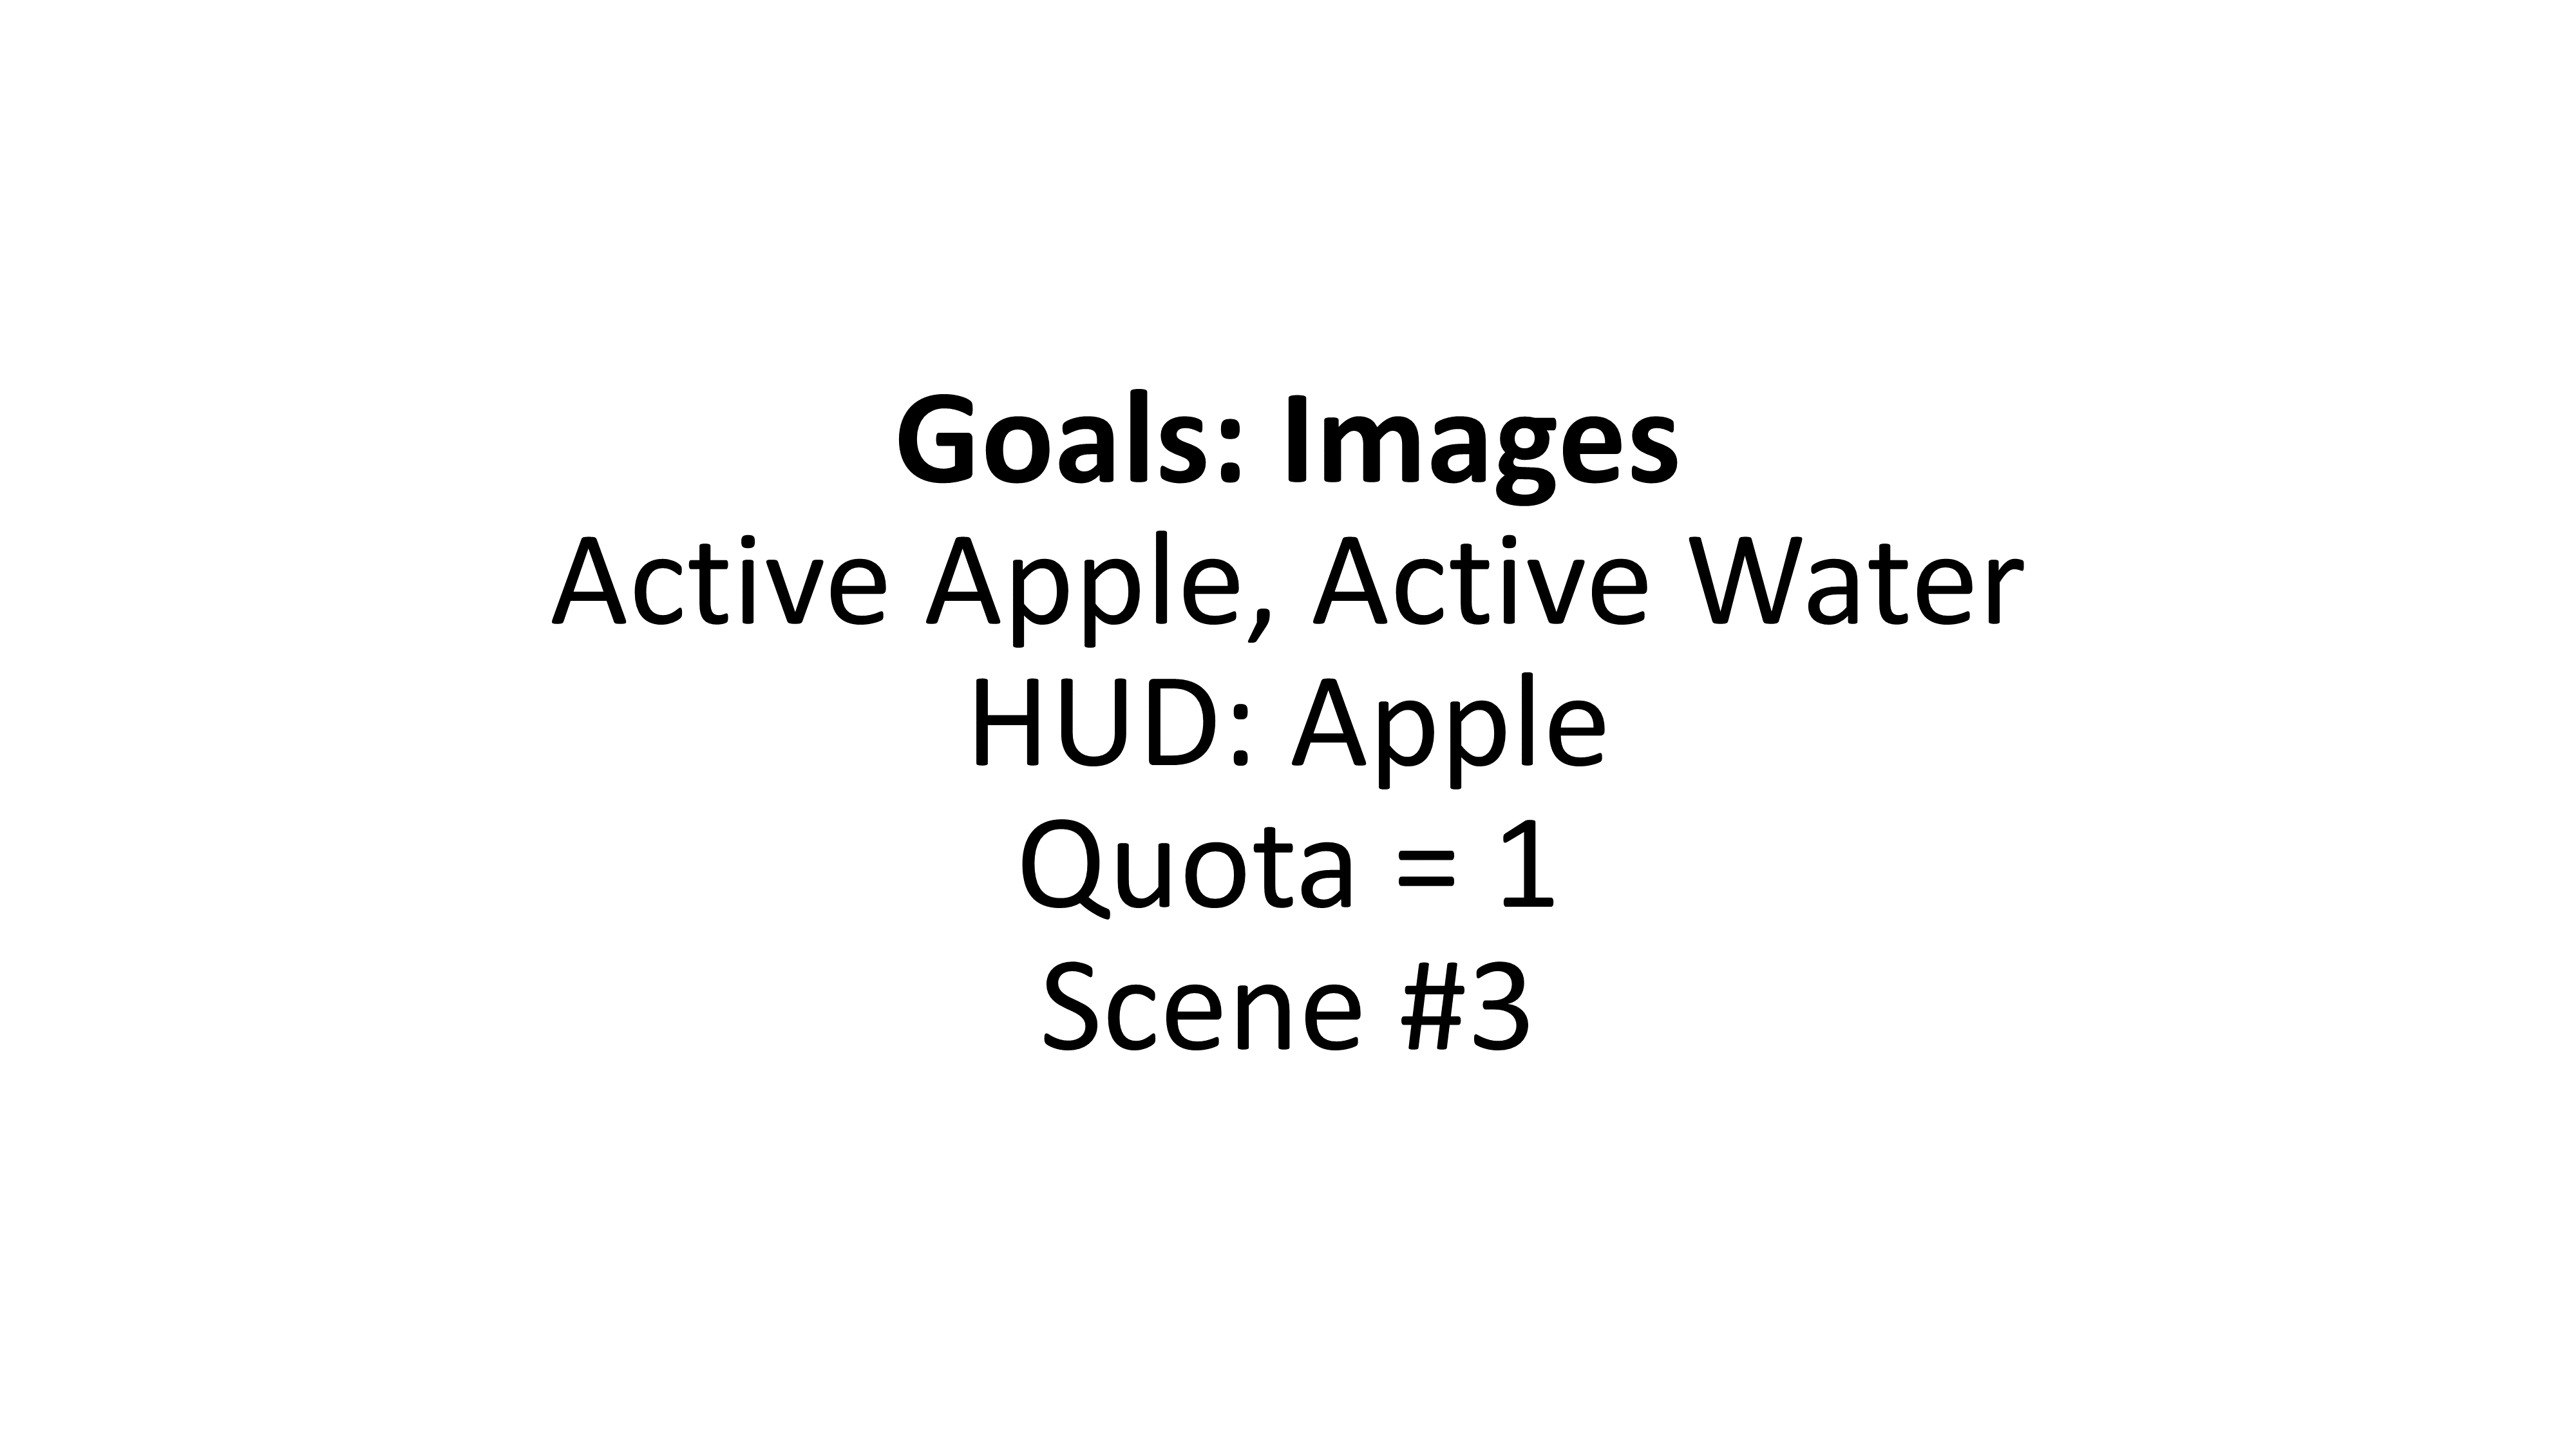 Goals: Images
Active Apple, Active Water
HUD: Apple
Quota = 1
Scene #3